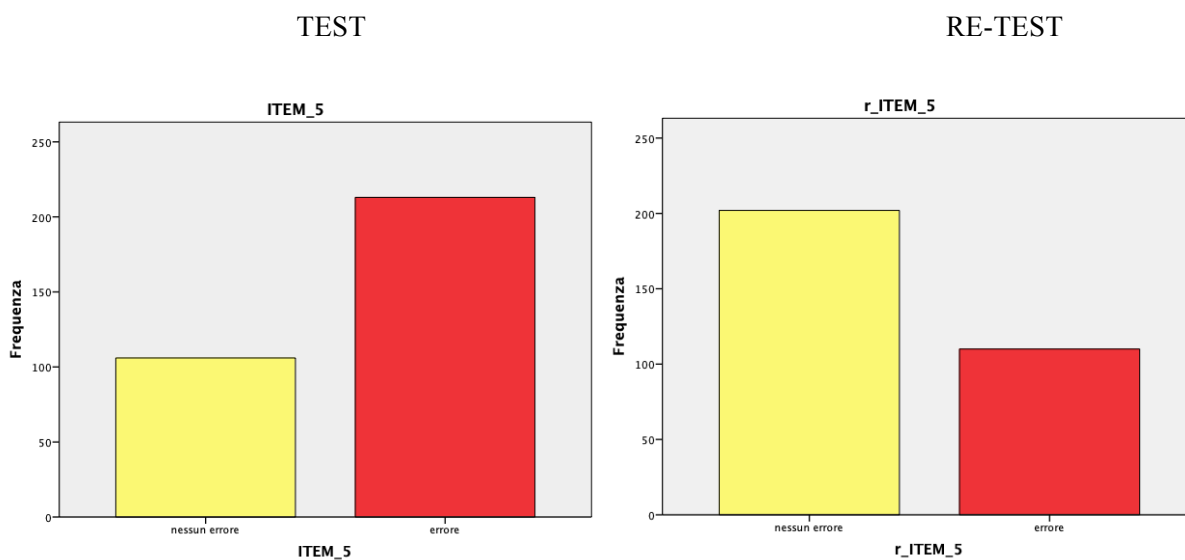 TEST
RE-TEST
ITEM_5
250
200
150
100
50
0
Frequenza
nessun errore
errore
ITEM_5
r_ITEM_5
250
200
150
100
50
0
Frequenza
nessun errore
errore
r_ITEM_5